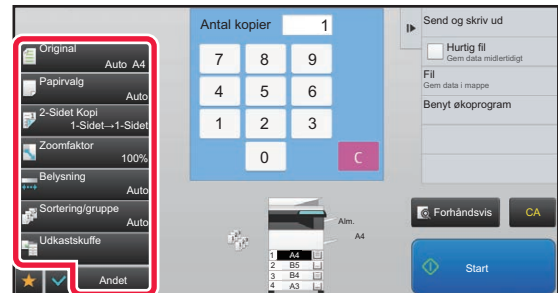 Original
Auto A4
Papirvalg
Auto
2-Sidet Kopi
1-Sidet→1-Sidet
Zoomfaktor
100%
Belysning
Auto
Sortering/gruppe
Auto
Udkastskuffe
Andet
Antal kopier 1
7 8 9
4 5 6
1 2 3
0 C
Alm.
A4
1 A4
2 B5
3 B4
4 A3
Send og skriv ud
Hurtig fil
Gem data midlertidigt
Fil
Gem data i mappe
Benyt økoprogram
Forhåndsvis
CA
Start